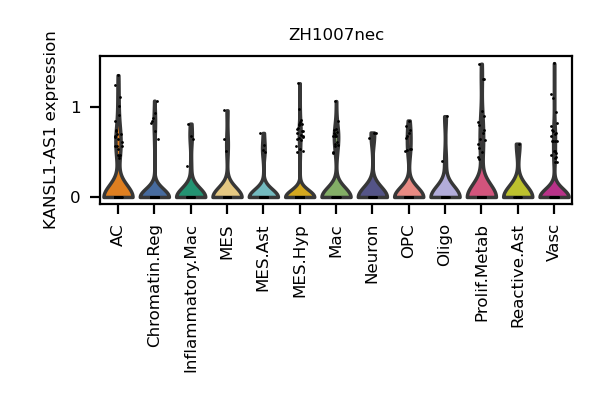 ZH1007nec
KANSL1-AS1 expression
1
0
AC
Chromatin.Reg
Inflammatory.Mac
MES
MES.Ast
MES.Hyp
Mac
Neuron
OPC
Oligo
Prolif.Metab
Reactive.Ast
Vasc